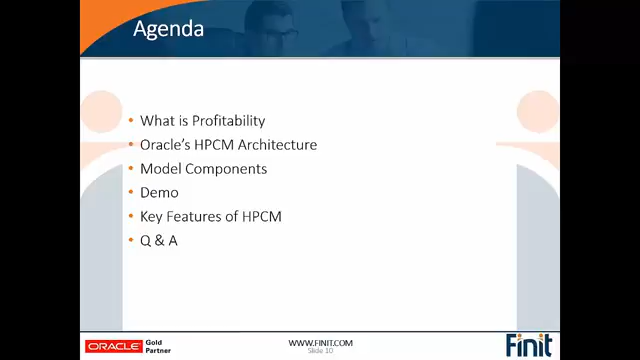 Agenda
• What is Profitability
• Oracle's HPCM Architecture
• Model Components
• Demo
• Key Features of HPCM
• Q & A
ORACLE Gold Partner
WWW.FINIT.COM
Slide 10
Finit